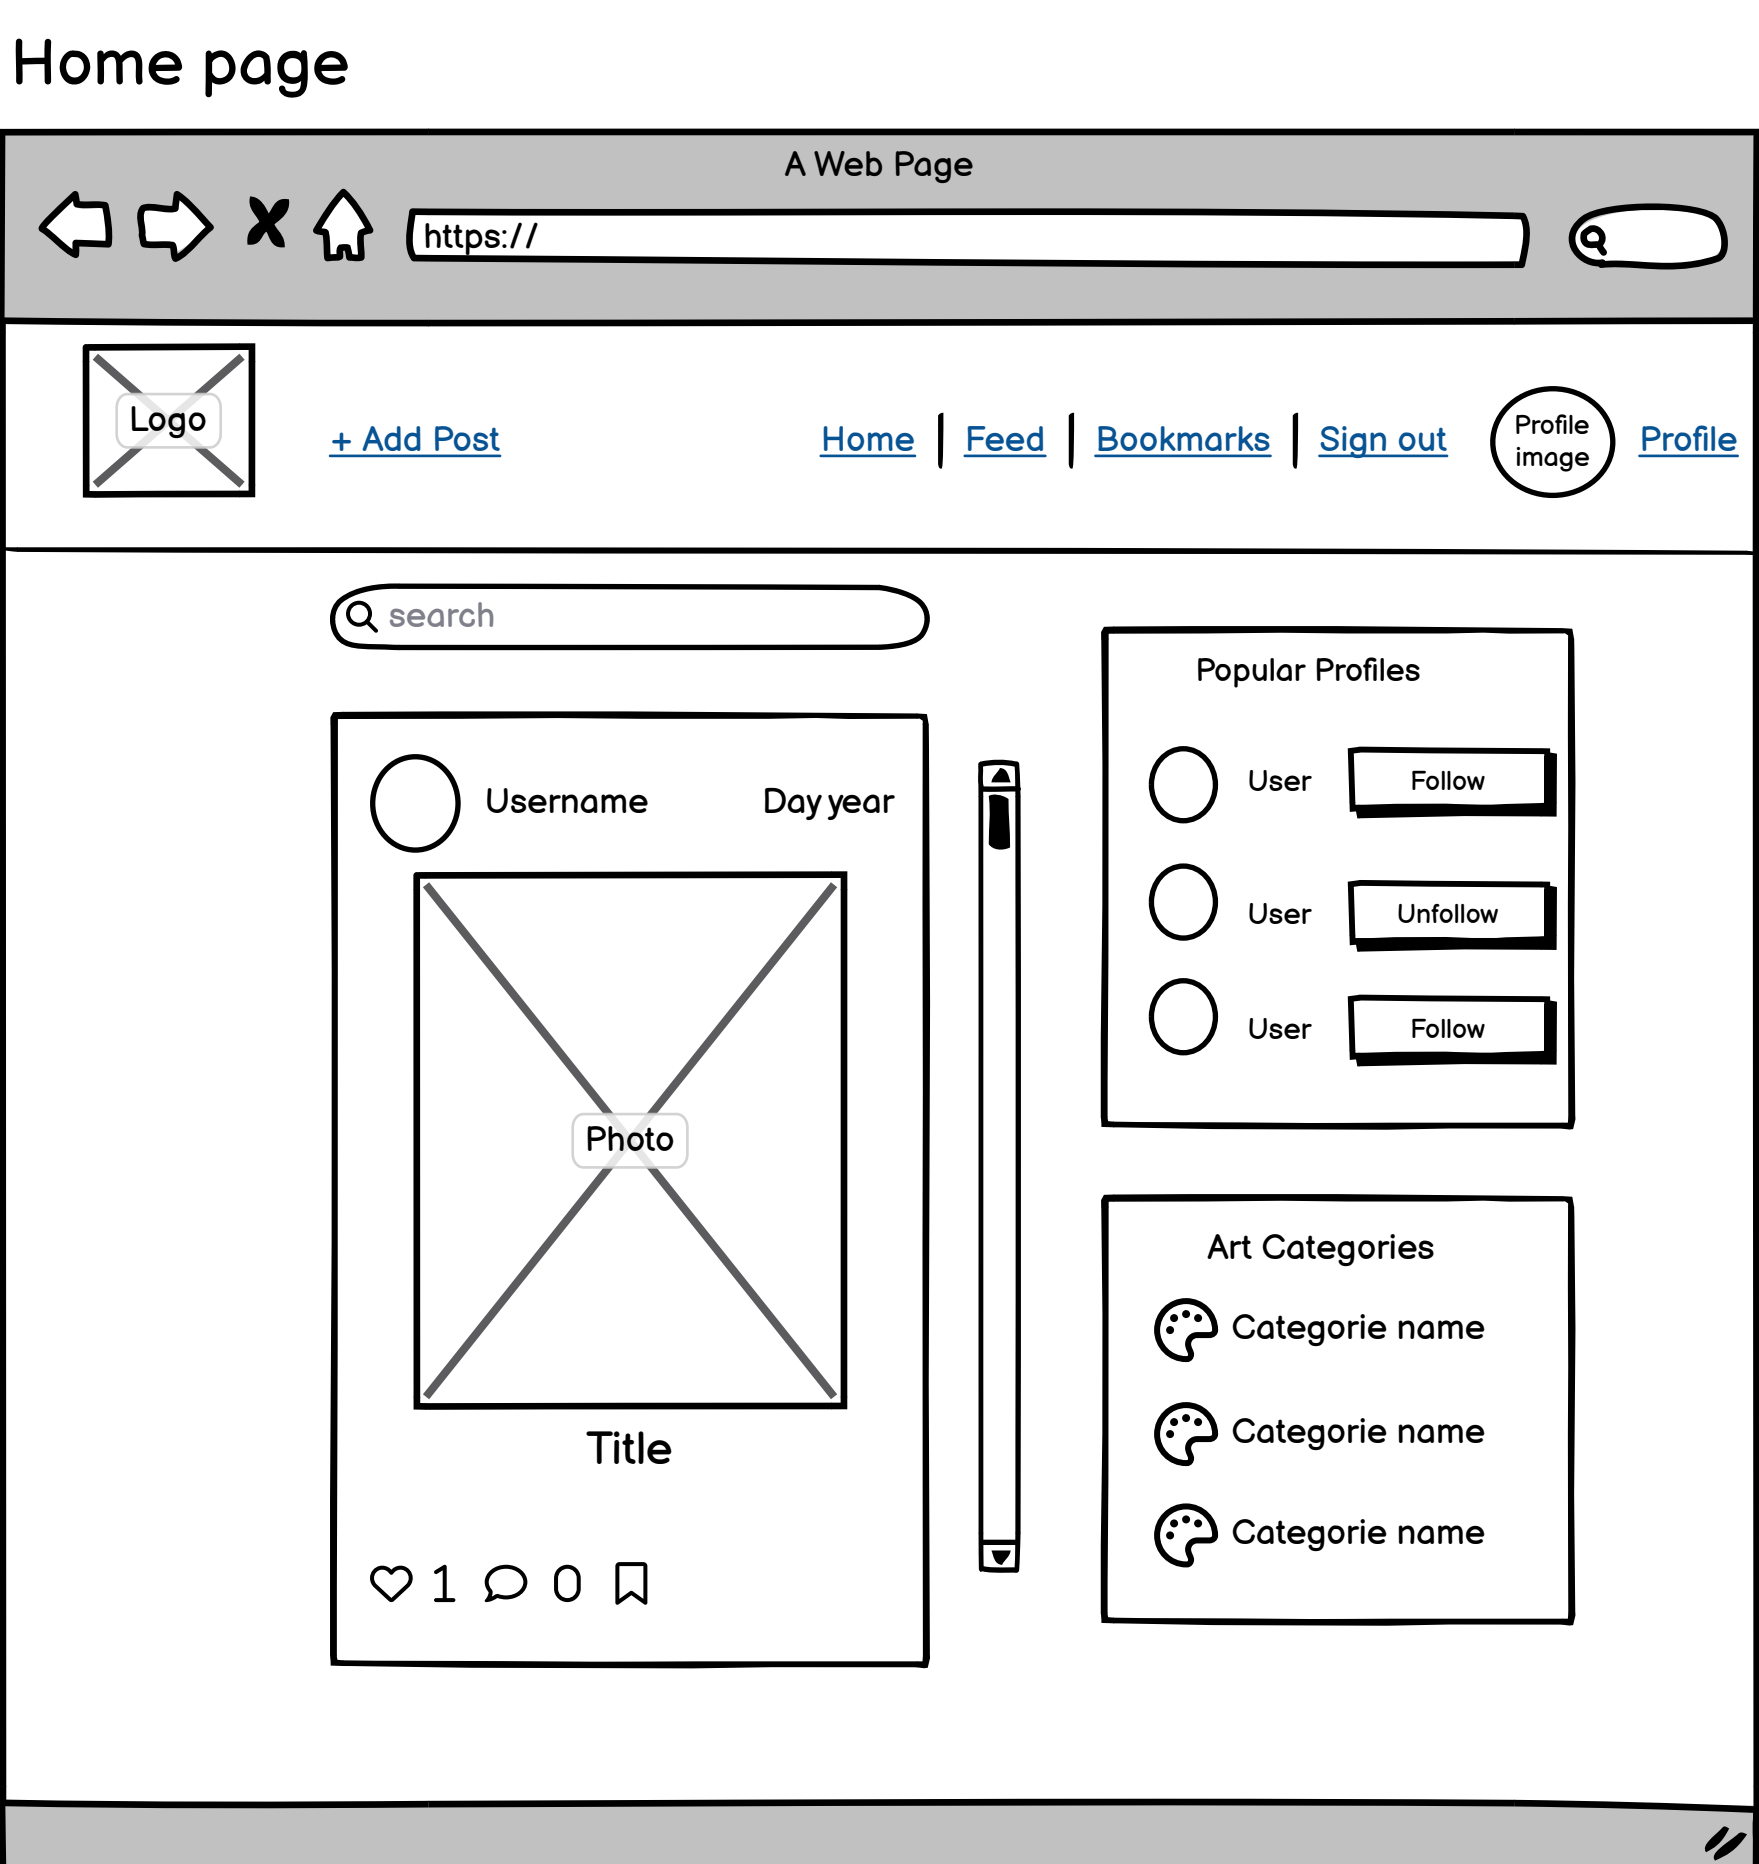 Home page
A Web Page
https://
Logo
+ Add Post
Home
Feed
Bookmarks
Sign out
Profile
image
Profile
search
Username
Day year
Photo
Title
1
0
Popular Profiles
User
Follow
User
Unfollow
User
Follow
Art Categories
Categorie name
Categorie name
Categorie name